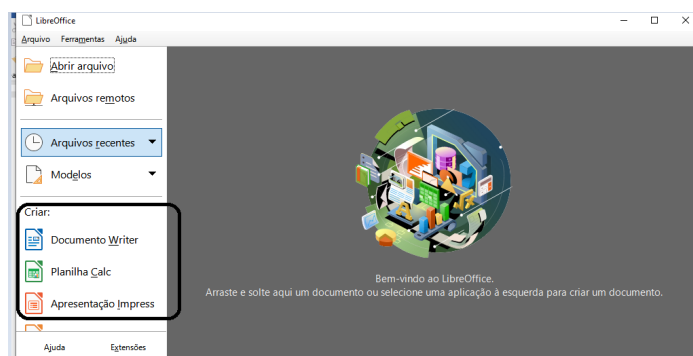 LibreOffice
Arquivo Ferramentas Ajuda
Abrir arquivo
Arquivos remotos
Arquivos recentes
Modelos
Criar:
Documento Writer
Planilha Calc
Apresentação Impress
Bem-vindo ao LibreOffice.
Arraste e solte aqui um documento ou selecione uma aplicação à esquerda para criar um documento.
Ajuda Extensões